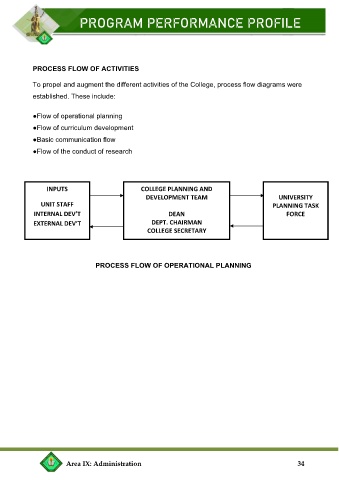 PROGRAM PERFORMANCE PROFILE
PROCESS FLOW OF ACTIVITIES
To propel and augment the different activities of the College, process flow diagrams were
established. These include:
●Flow of operational planning
●Flow of curriculum development
●Basic communication flow
●Flow of the conduct of research
INPUTS
UNIT STAFF
INTERNAL DEV'T
EXTERNAL DEV'T
COLLEGE PLANNING AND
DEVELOPMENT TEAM
DEAN
DEPT. CHAIRMAN
COLLEGE SECRETARY
UNIVERSITY
PLANNING TASK
FORCE
PROCESS FLOW OF OPERATIONAL PLANNING
Area IX: Administration 34